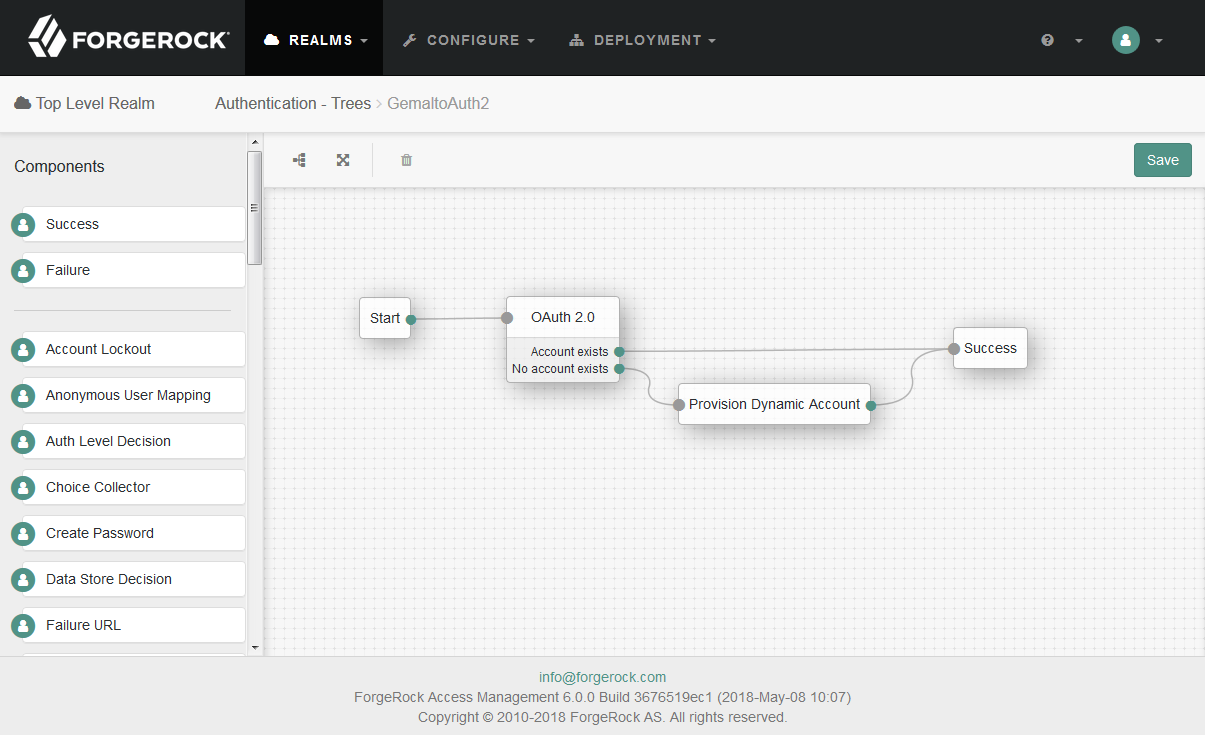 FORGEROCK
REALMS
CONFIGURE
DEPLOYMENT
Top Level Realm
Authentication - Trees › GemaltoAuth2
Components
Save
Success
Failure
Account Lockout
Anonymous User Mapping
Auth Level Decision
Choice Collector
Create Password
Data Store Decision
Failure URL
Start
OAuth 2.0
Account exists
No account exists
Provision Dynamic Account
Success
info@forgerock.com
ForgeRock Access Management 6.0.0 Build 3676519ec1 (2018-May-08 10:07)
Copyright © 2010-2018 ForgeRock AS. All rights reserved.